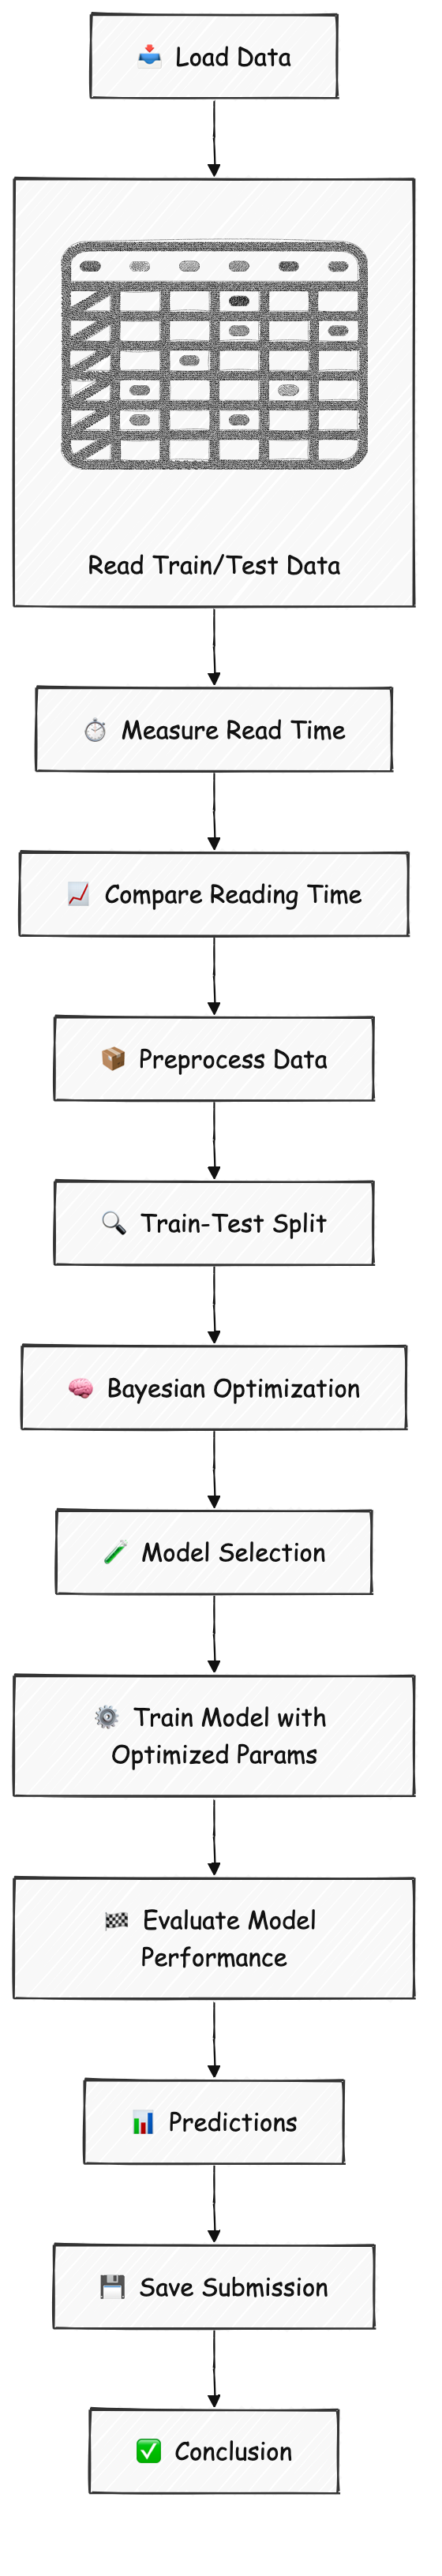 📥 Load Data
Read Train/Test Data
⏱️ Measure Read Time
📈 Compare Reading Time
📦 Preprocess Data
🔍 Train-Test Split
🧠 Bayesian Optimization
🧪 Model Selection
⚙️ Train Model with
Optimized Params
🏁 Evaluate Model
Performance
📊 Predictions
💾 Save Submission
✅ Conclusion